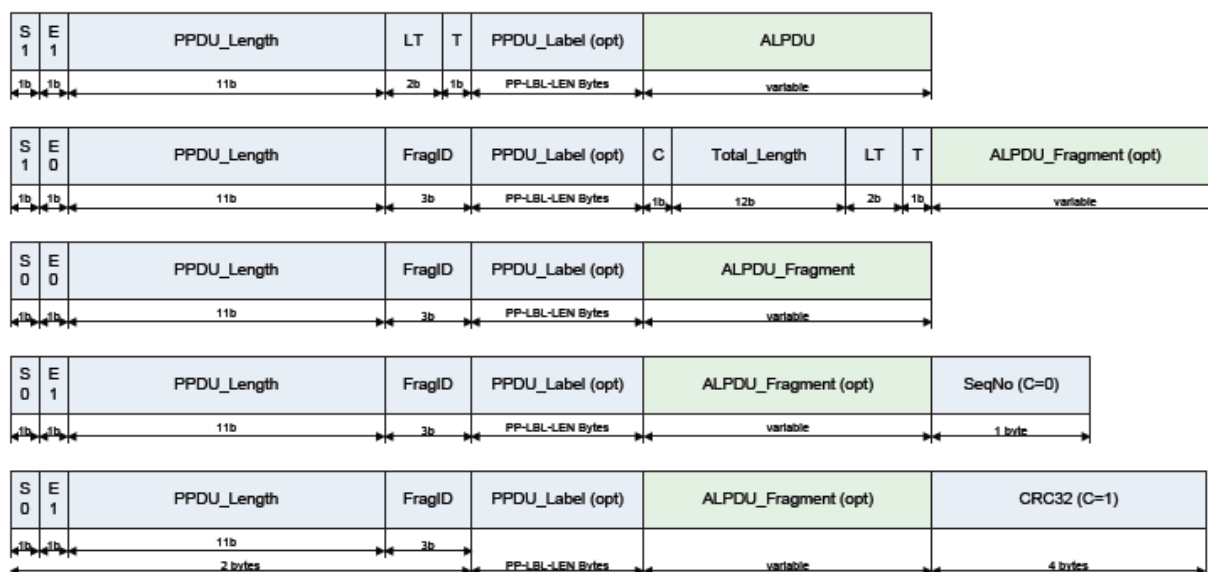 S E PPDU_Length LT T PPDU_Label (opt) ALPDU
1 1
1b 1b 11b 2b 1b PP-LBL-LEN Bytes variable
S E PPDU_Length FragID PPDU_Label (opt) C Total_Length LT T ALPDU_Fragment (opt)
1 0
1b 1b 11b 3b PP-LBL-LEN Bytes 1b 12b 2b 1b variable
S E PPDU_Length FragID PPDU_Label (opt) ALPDU_Fragment
0 0
1b 1b 11b 3b PP-LBL-LEN Bytes variable
S E PPDU_Length FragID PPDU_Label (opt) ALPDU_Fragment (opt) SeqNo (C=0)
0 1
1b 1b 11b 3b PP-LBL-LEN Bytes variable 1 byte
S E PPDU_Length FragID PPDU_Label (opt) ALPDU_Fragment (opt) CRC32 (C=1)
0 1
1b 1b 11b 3b
2 bytes PP-LBL-LEN Bytes variable 4 bytes